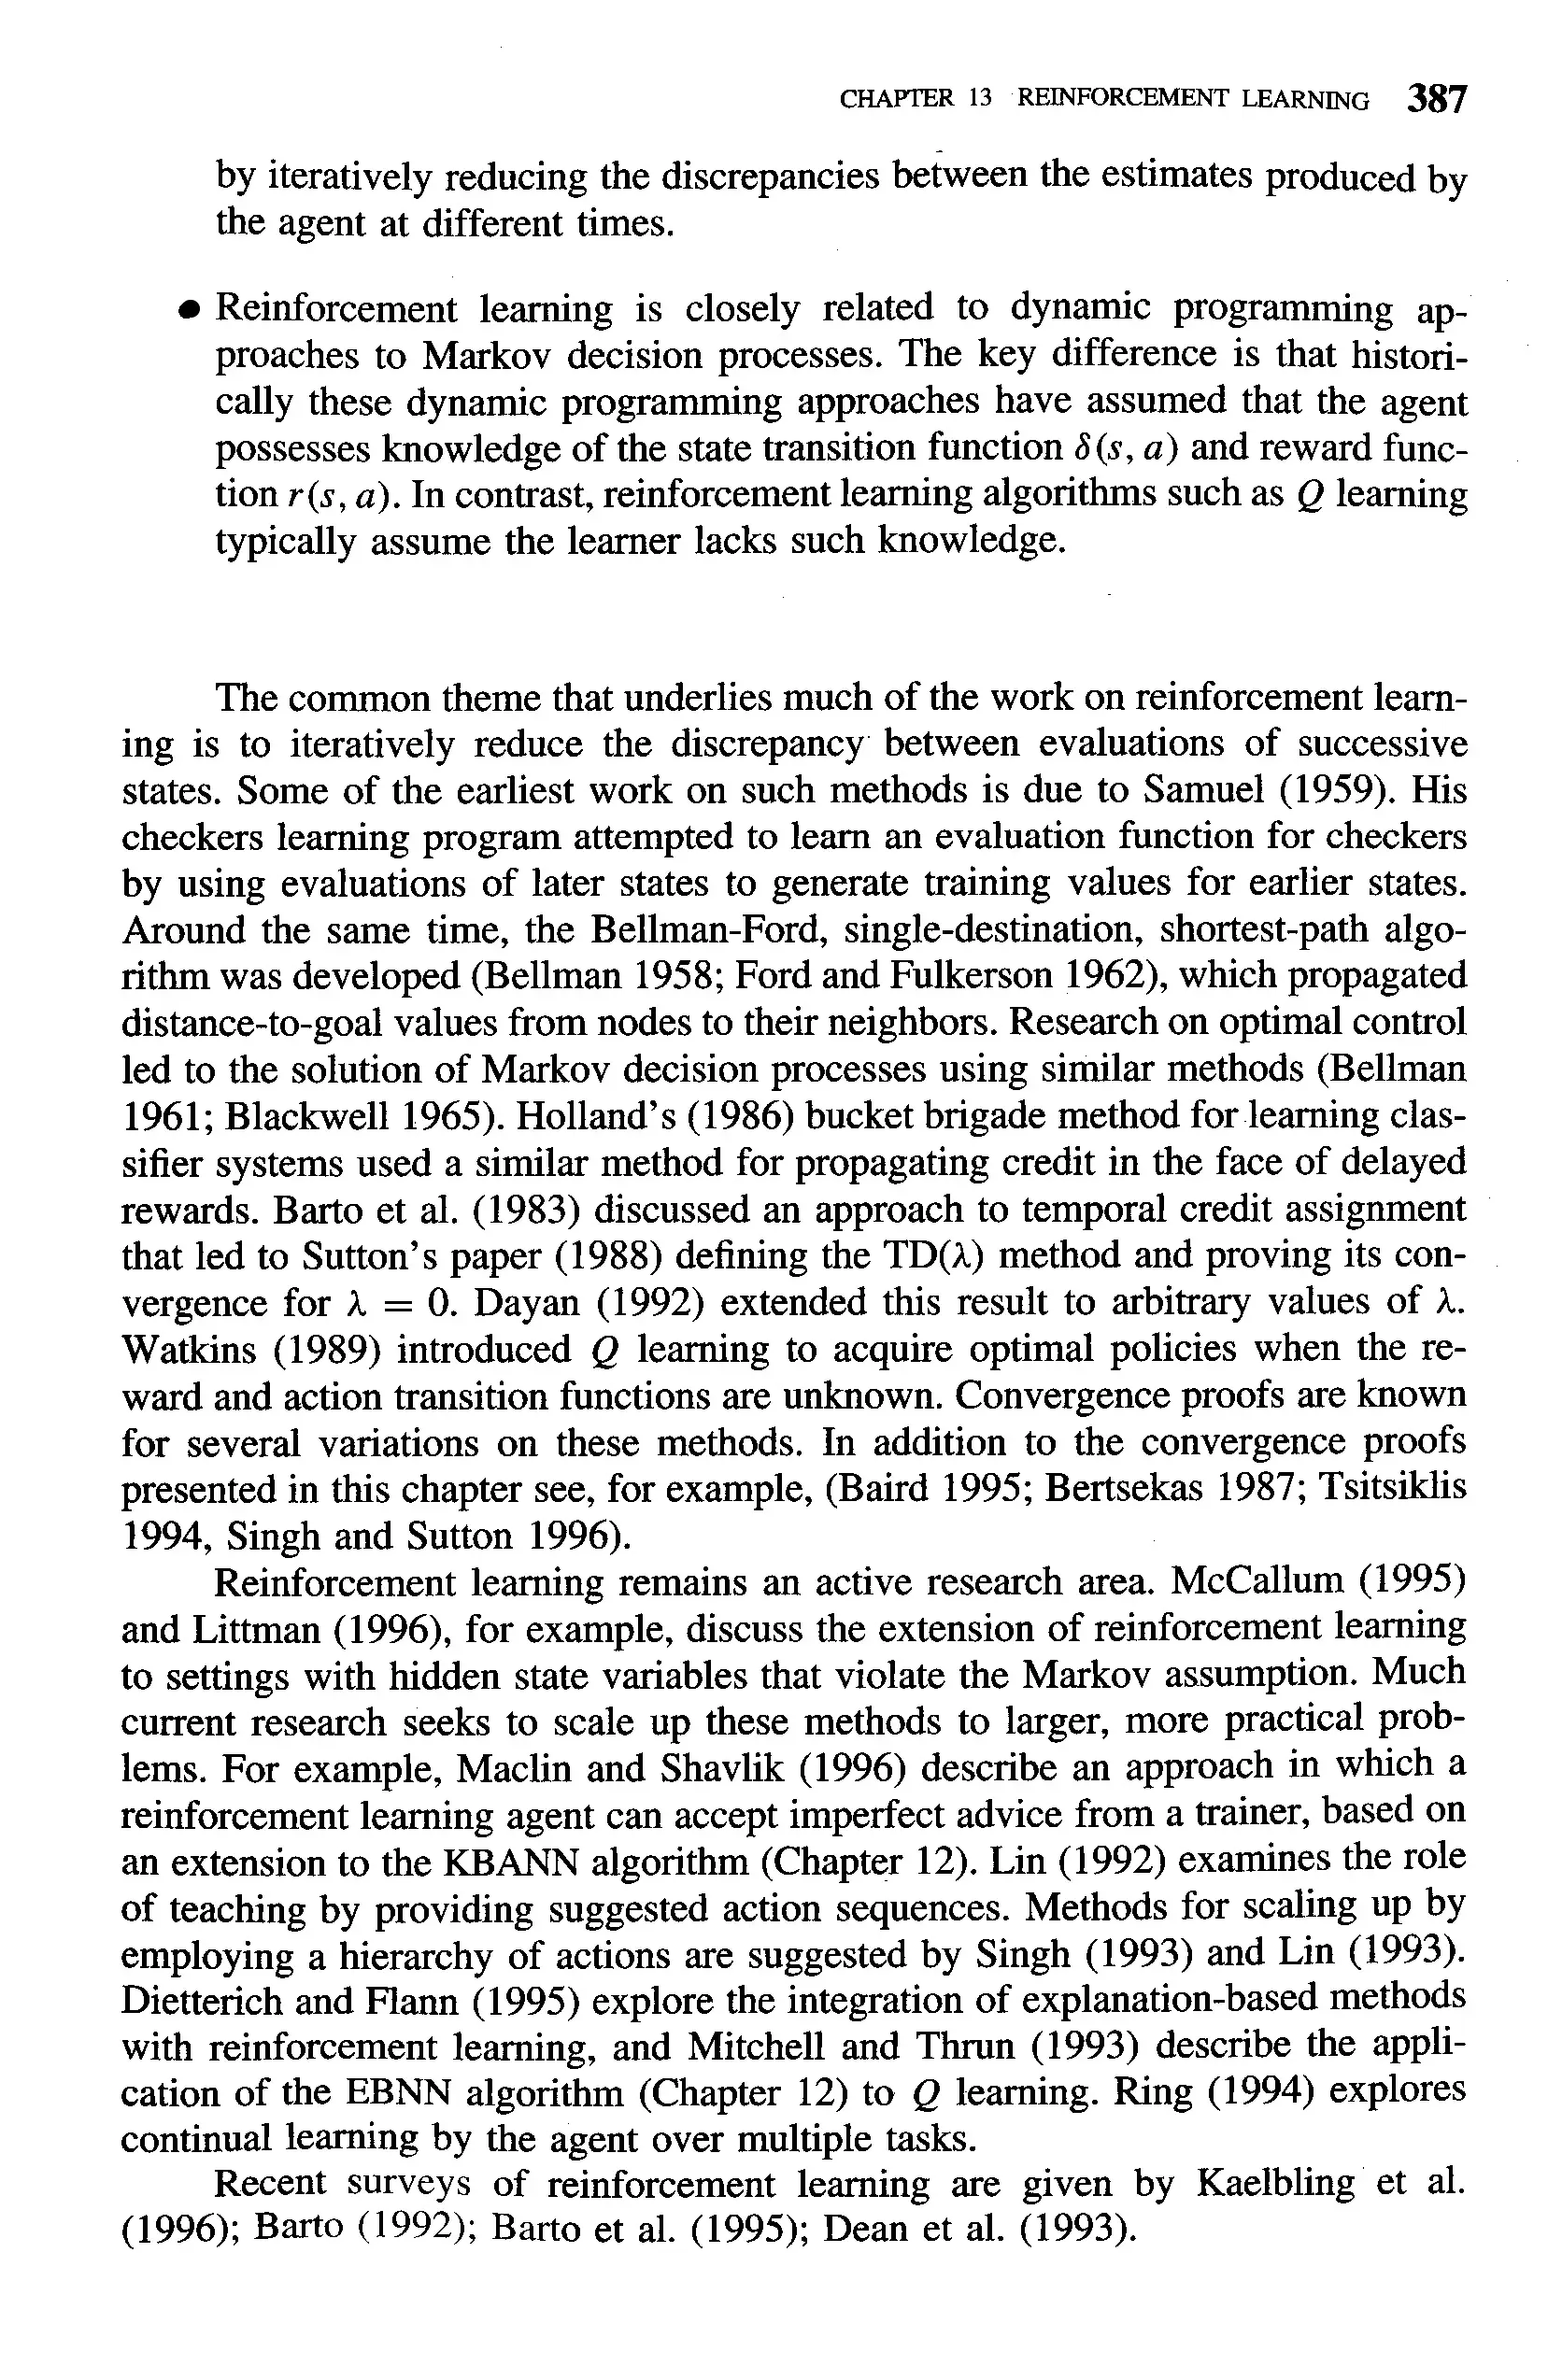 CHAPTER 13 REINFORCEMENT LEARNING 387
by iteratively reducing the discrepancies between the estimates produced by
the agent at different times.
• Reinforcement learning is closely related to dynamic programming ap-
proaches to Markov decision processes. The key difference is that histori-
cally these dynamic programming approaches have assumed that the agent
possesses knowledge of the state transition function δ(s, a) and reward func-
tion r(s, a). In contrast, reinforcement learning algorithms such as Q learning
typically assume the learner lacks such knowledge.
The common theme that underlies much of the work on reinforcement learn-
ing is to iteratively reduce the discrepancy between evaluations of successive
states. Some of the earliest work on such methods is due to Samuel (1959). His
checkers learning program attempted to learn an evaluation function for checkers
by using evaluations of later states to generate training values for earlier states.
Around the same time, the Bellman-Ford, single-destination, shortest-path algo-
rithm was developed (Bellman 1958; Ford and Fulkerson 1962), which propagated
distance-to-goal values from nodes to their neighbors. Research on optimal control
led to the solution of Markov decision processes using similar methods (Bellman
1961; Blackwell 1965). Holland's (1986) bucket brigade method for learning clas-
sifier systems used a similar method for propagating credit in the face of delayed
rewards. Barto et al. (1983) discussed an approach to temporal credit assignment
that led to Sutton's paper (1988) defining the TD(λ) method and proving its con-
vergence for λ = 0. Dayan (1992) extended this result to arbitrary values of λ.
Watkins (1989) introduced Q learning to acquire optimal policies when the re-
ward and action transition functions are unknown. Convergence proofs are known
for several variations on these methods. In addition to the convergence proofs
presented in this chapter see, for example, (Baird 1995; Bertsekas 1987; Tsitsiklis
1994, Singh and Sutton 1996).
Reinforcement learning remains an active research area. McCallum (1995)
and Littman (1996), for example, discuss the extension of reinforcement learning
to settings with hidden state variables that violate the Markov assumption. Much
current research seeks to scale up these methods to larger, more practical prob-
lems. For example, Maclin and Shavlik (1996) describe an approach in which a
reinforcement learning agent can accept imperfect advice from a trainer, based on
an extension to the KBANN algorithm (Chapter 12). Lin (1992) examines the role
of teaching by providing suggested action sequences. Methods for scaling up by
employing a hierarchy of actions are suggested by Singh (1993) and Lin (1993).
Dietterich and Flann (1995) explore the integration of explanation-based methods
with reinforcement learning, and Mitchell and Thrun (1993) describe the appli-
cation of the EBNN algorithm (Chapter 12) to Q learning. Ring (1994) explores
continual learning by the agent over multiple tasks.
Recent surveys of reinforcement learning are given by Kaelbling et al.
(1996); Barto (1992); Barto et al. (1995); Dean et al. (1993).